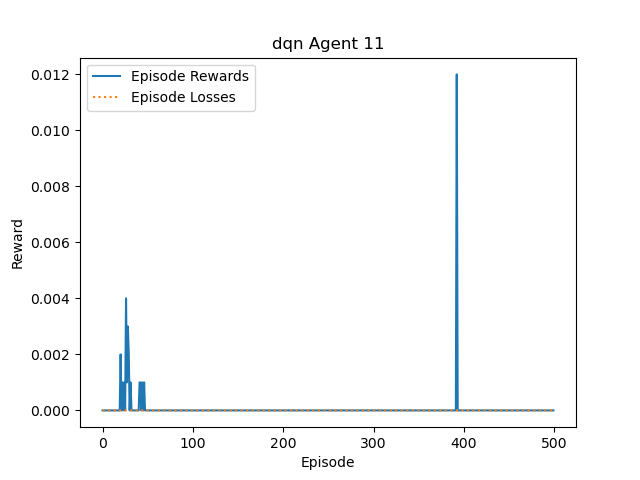 dqn Agent 11
Episode Rewards
Episode Losses
0.012
0.010
0.008
0.006
0.004
0.002
0.000
Reward
0 100 200 300 400 500
Episode